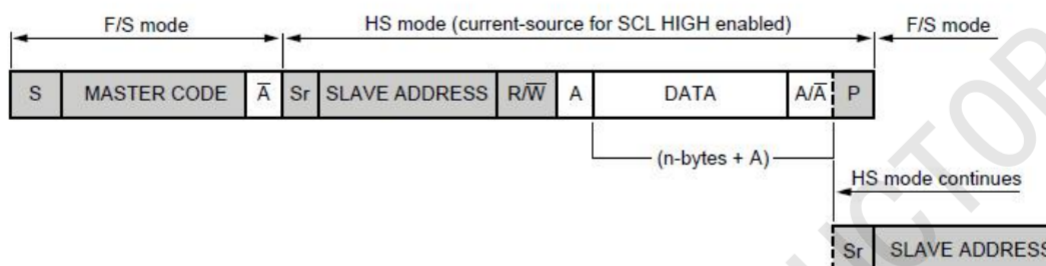 F/S mode HS mode (current-source for SCL HIGH enabled) F/S mode
S MASTER CODE A̅ Sr SLAVE ADDRESS R/W̅ A DATA A/A̅ P
(n-bytes + A)
HS mode continues
Sr SLAVE ADDRESS